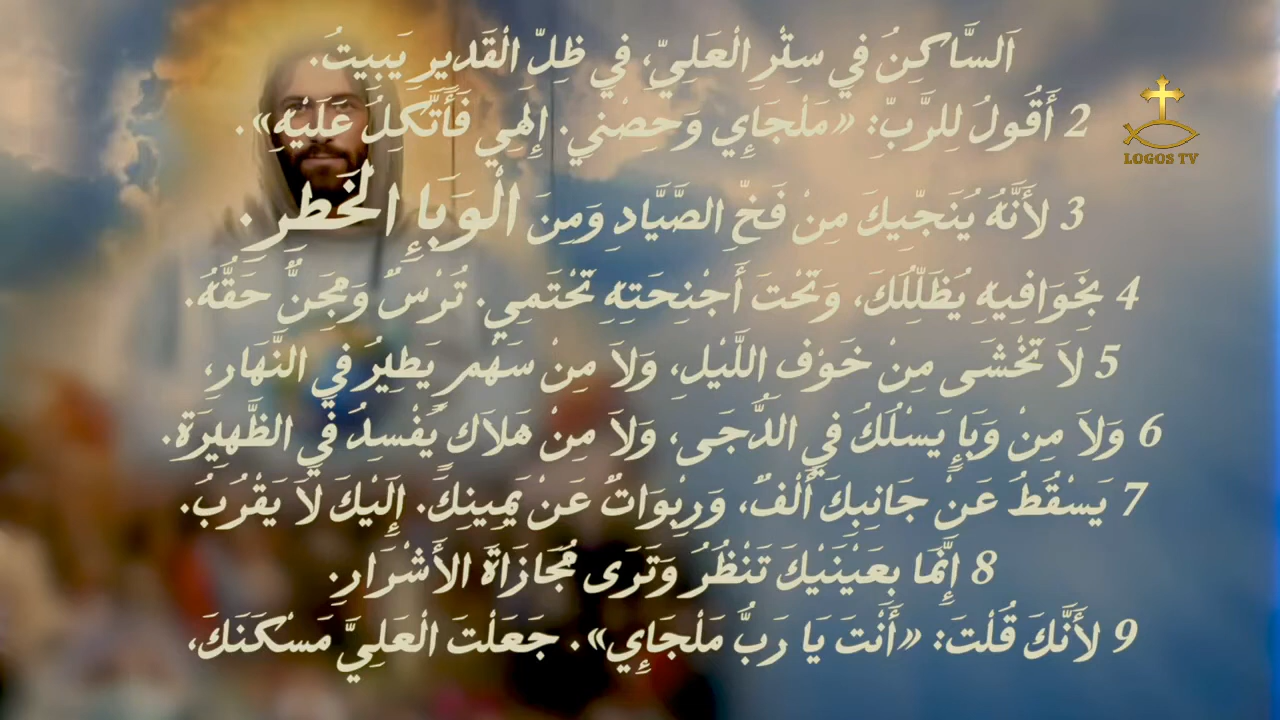 اَلسَّاكِنُ فِي سِتْرِ الْعَلِيِّ، فِي ظِلِّ الْقَدِيرِ يَبِيتُ.
2 أَقُولُ لِلرَّبِّ: «مَلْجَإِي وَحِصْنِي. إِلهِي فَأَتَّكِلُ عَلَيْهِ».
3 لأَنَّهُ يُنَجِّيكَ مِنْ فَخِّ الصَّيَّادِ وَمِنَ الْوَبَإِ الْخَطِرِ.
4 بِخَوَافِيهِ يُظَلِّلُكَ، وَتَحْتَ أَجْنِحَتِهِ تَحْتَمِي. تُرْسٌ وَمِجَنٌّ حَقُّهُ.
5 لاَ تَخْشَى مِنْ خَوْفِ اللَّيْلِ، وَلاَ مِنْ سَهْمٍ يَطِيرُ فِي النَّهَارِ،
6 وَلاَ مِنْ وَبَإٍ يَسْلُكُ فِي الدُّجَى، وَلاَ مِنْ هَلاَكٍ يُفْسِدُ فِي الظَّهِيرَةِ.
7 يَسْقُطُ عَنْ جَانِبِكَ أَلْفٌ، وَرِبْوَاتٌ عَنْ يَمِينِكَ. إِلَيْكَ لاَ يَقْرُبُ.
8 إِنَّمَا بِعَيْنَيْكَ تَنْظُرُ وَتَرَى مُجَازَاةَ الأَشْرَارِ.
9 لأَنَّكَ قُلْتَ: «أَنْتَ يَا رَبُّ مَلْجَإِي». جَعَلْتَ الْعَلِيَّ مَسْكَنَكَ،
LOGOS TV